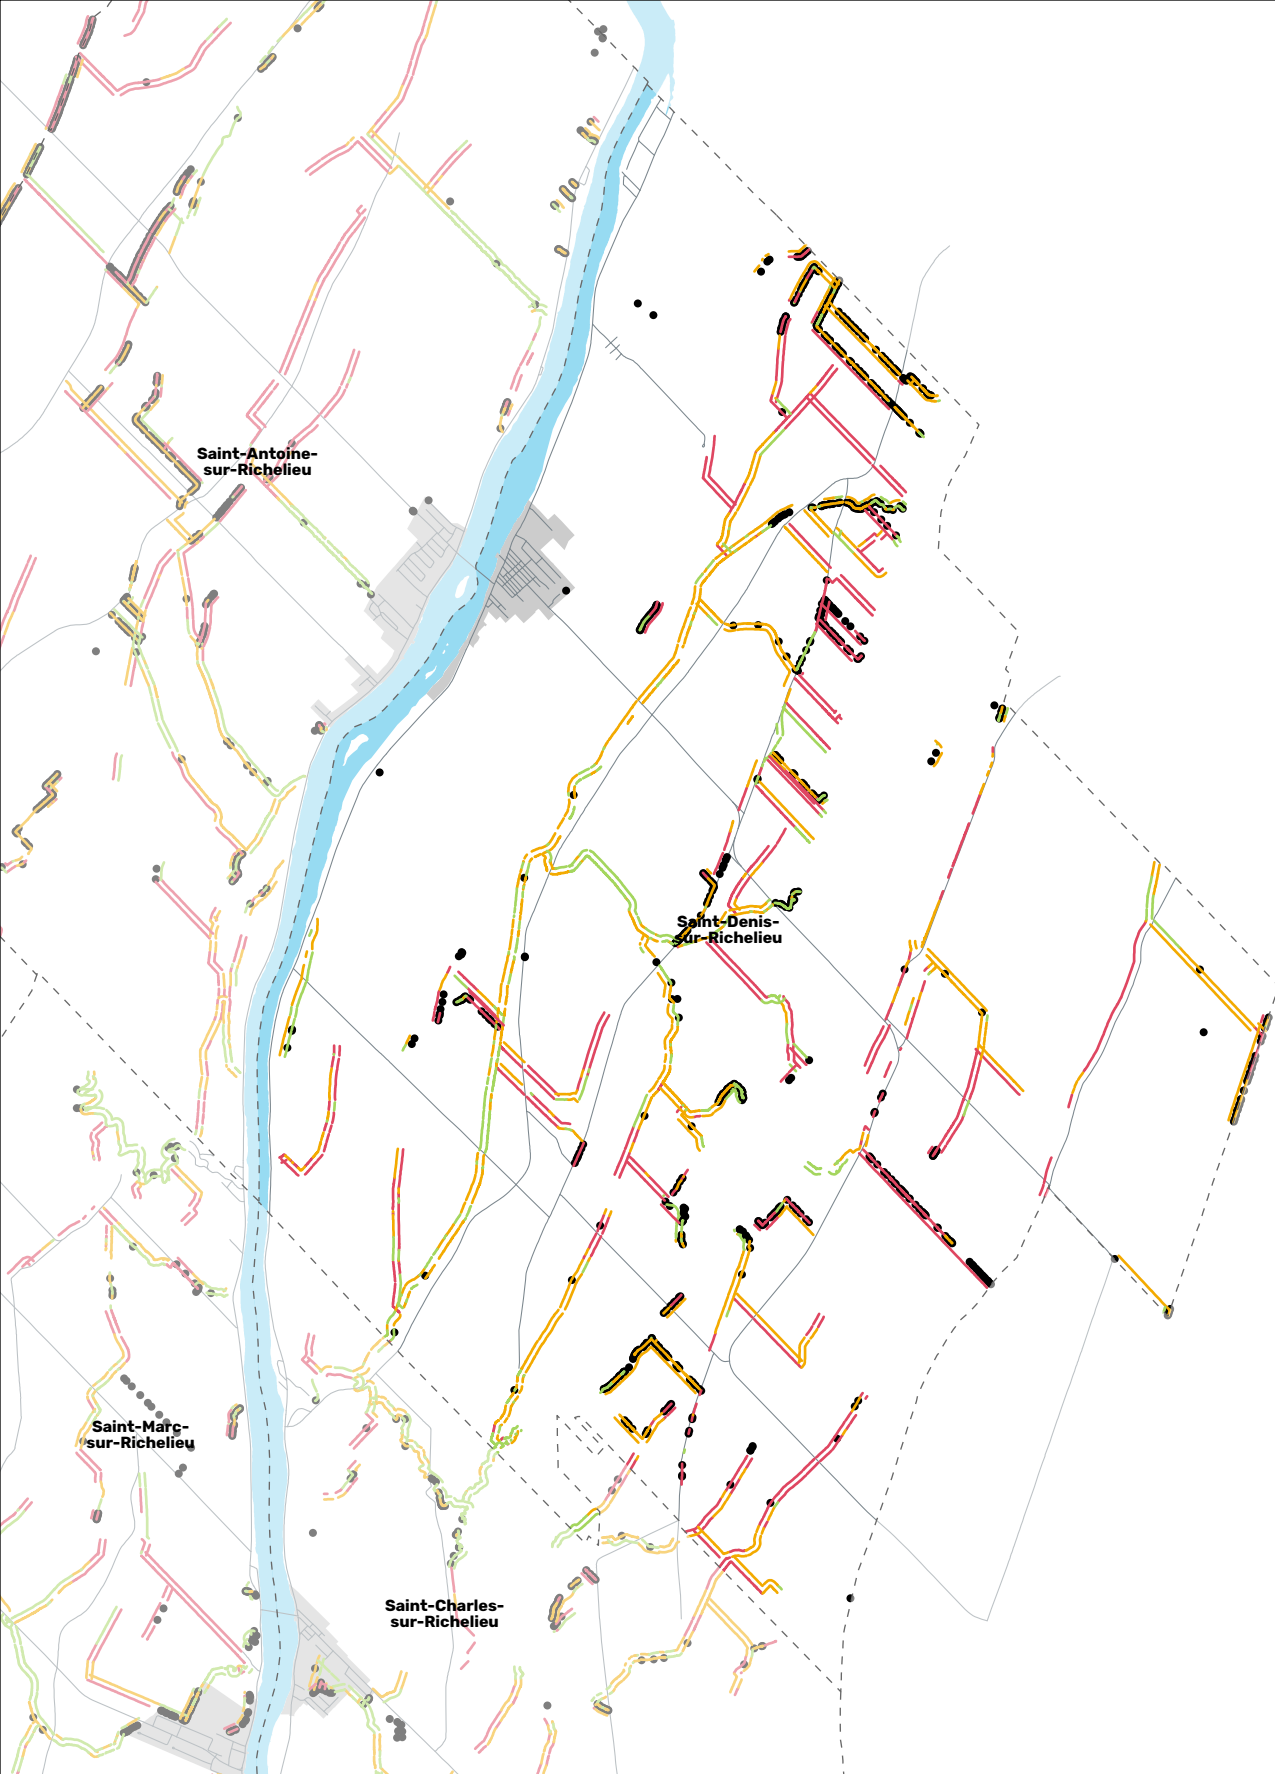 Saint-Antoine-
sur-Richelieu
Saint-Denis-
sur-Richelieu
Saint-Marc-
sur-Richelieu
Saint-Charles-
sur-Richelieu